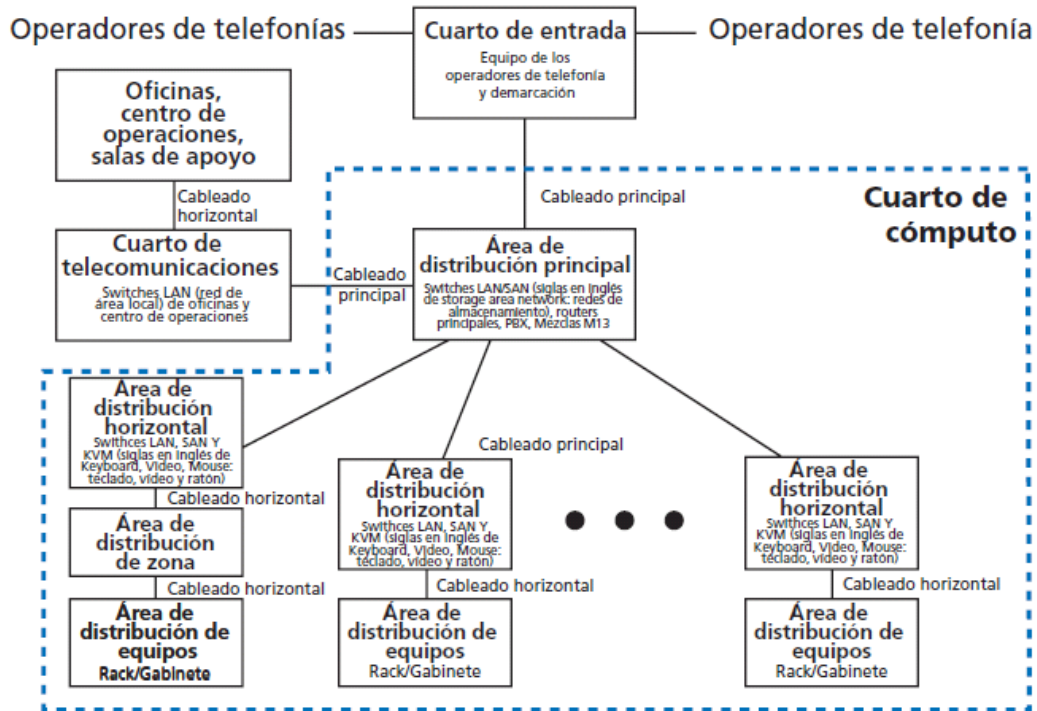 Operadores de telefonías
Cuarto de entrada
Equipo de los
operadores de telefonía
y demarcación
Operadores de telefonía
Oficinas,
centro de
operaciones,
salas de apoyo
Cableado
horizontal
Cableado principal
Cuarto de
cómputo
Cuarto de
telecomunicaciones
Switches LAN (red de
área local) de oficinas y
centro de operaciones
Cableado
principal
Área de
distribución principal
Switches LAN/SAN (siglas en inglés
de storage area network: redes de
almacenamiento), routers
principales, PBX, Mezclas M13
Área de
distribución
horizontal
Swithces LAN, SAN Y
KVM (siglas en inglés de
Keyboard, Video, Mouse:
teclado, vídeo y ratón)
Cableado horizontal
Área de
distribución
de zona
Cableado horizontal
Área de
distribución de
equipos
Rack/Gabinete
Cableado principal
Área de
distribución
horizontal
Swithces LAN, SAN Y
KVM (siglas en inglés de
Keyboard, Video, Mouse:
teclado, vídeo y ratón)
Cableado horizontal
Área de
distribución de
equipos
Rack/Gabinete
Área de
distribución
horizontal
Swithces LAN, SAN Y
KVM (siglas en inglés de
Keyboard, Video, Mouse:
teclado, vídeo y ratón)
Cableado horizontal
Área de
distribución de
equipos
Rack/Gabinete